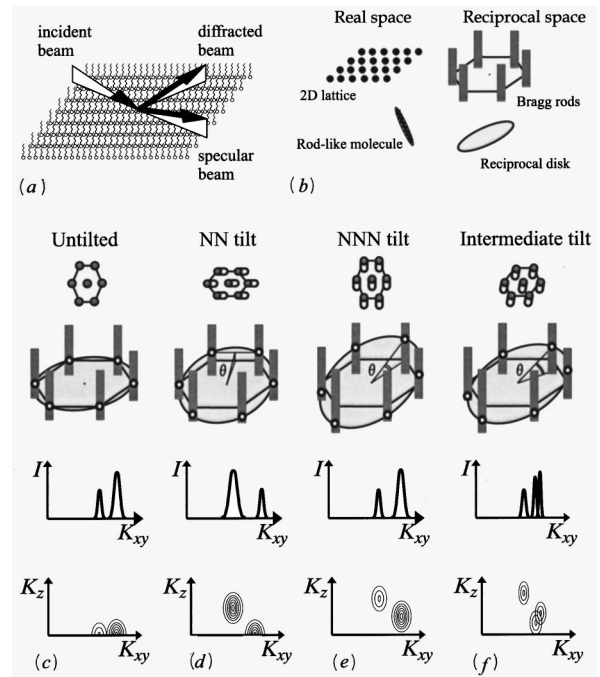 incident
beam
diffracted
beam
specular
beam
(a)
Real space
Reciprocal space
2D lattice
Bragg rods
Rod-like molecule
Reciprocal disk
(b)
Untilted
NN tilt
NNN tilt
Intermediate tilt
θ
θ
θ
I
I
I
I
Kxy
Kxy
Kxy
Kxy
Kz
Kz
Kz
Kz
(c)
Kxy
(d)
Kxy
(e)
Kxy
(f)
Kxy